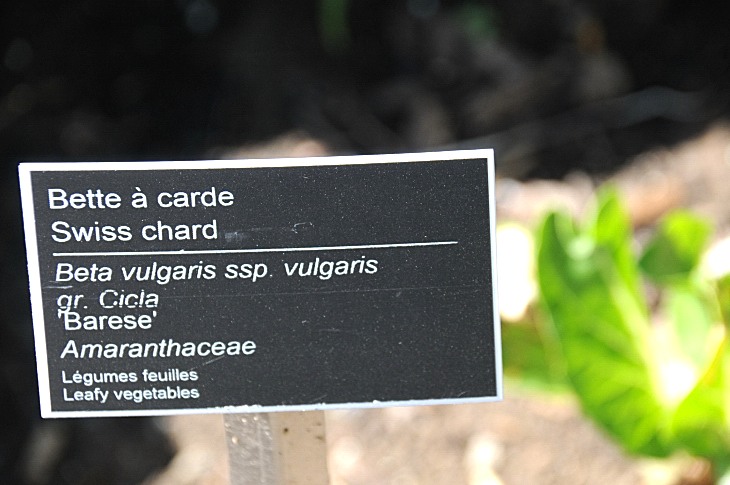 Bette à carde
Swiss chard
Beta vulgaris ssp. vulgaris
gr. Cicla
'Barese'
Amaranthaceae
Légumes feuilles
Leafy vegetables